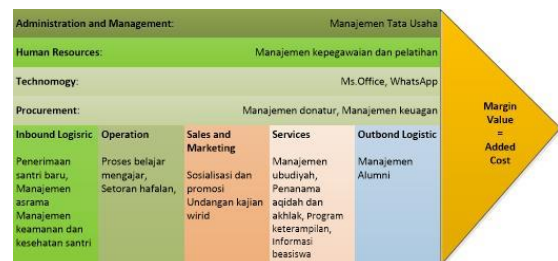 Administration and Management: Manajemen Tata Usaha
Human Resources: Manajemen kepegawaian dan pelatihan
Technomogy: Ms.Office, WhatsApp
Procurement: Manajemen donatur, Manajemen keuagan
Inbound Logisric
Penerimaan
santri baru,
Manajemen
asrama
Manajemen
keamanan dan
kesehatan santri
Operation
Proses belajar
mengajar,
Setoran hafalan,
Sales and
Marketing
Sosialisasi dan
promosi
Undangan kajian
wirid
Services
Manajemen
ubudiyah,
Penanama
aqidah dan
akhlak, Program
keterampilan,
Informasi
beasiswa
Outbond Logistic
Manajemen
Alumni
Margin
Value
=
Added
Cost